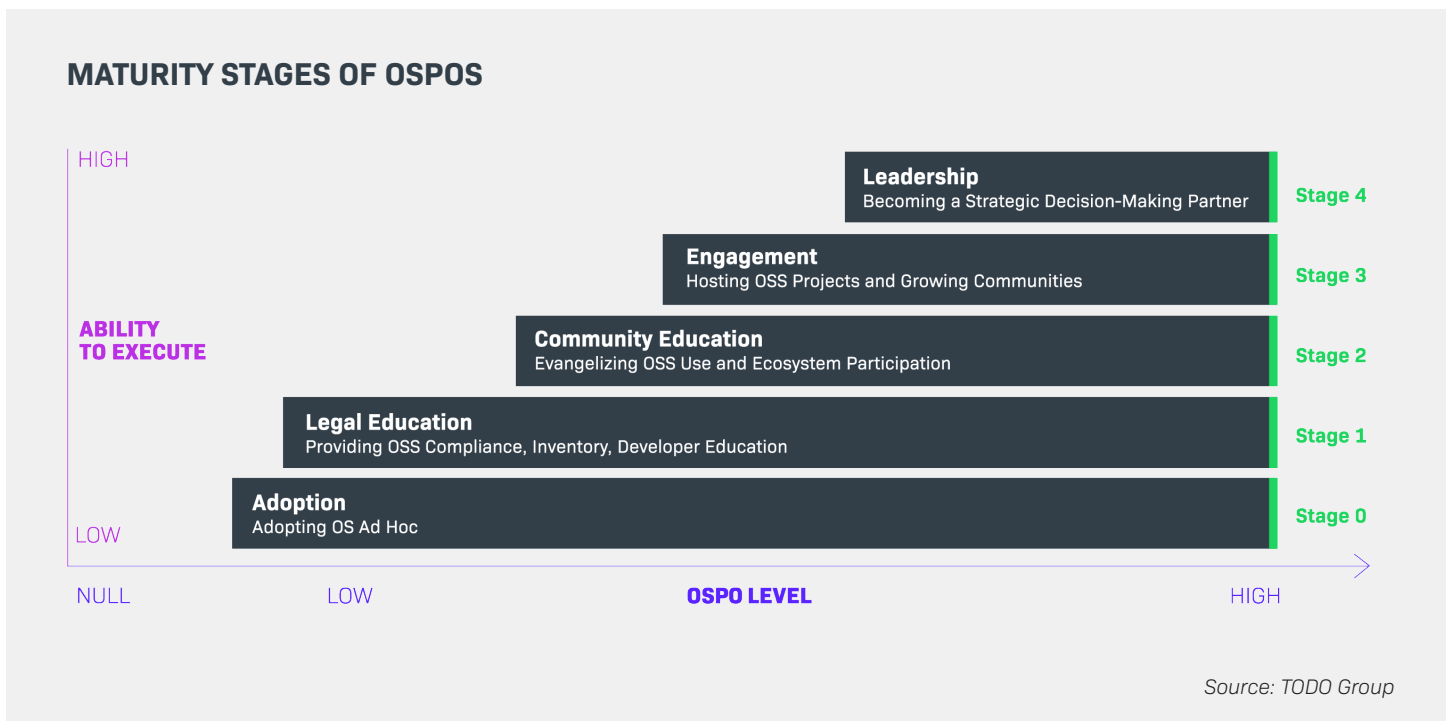 MATURITY STAGES OF OSPOS
HIGH
Leadership
Becoming a Strategic Decision-Making Partner
Stage 4
Engagement
Hosting OSS Projects and Growing Communities
Stage 3
ABILITY
TO EXECUTE
Community Education
Evangelizing OSS Use and Ecosystem Participation
Stage 2
Legal Education
Providing OSS Compliance, Inventory, Developer Education
Stage 1
Adoption
Adopting OS Ad Hoc
Stage 0
LOW
NULL
LOW
OSPO LEVEL
HIGH
Source: TODO Group